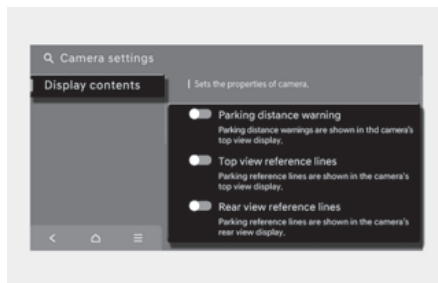 Camera settings
Display contents
Sets the properties of camera.
Parking distance warning
Parking distance warnings are shown in thd camera's
top view display.
Top view reference lines
Parking reference lines are shown in the camera's
top view display.
Rear view reference lines
Parking reference lines are shown in the camera's
rear view display.